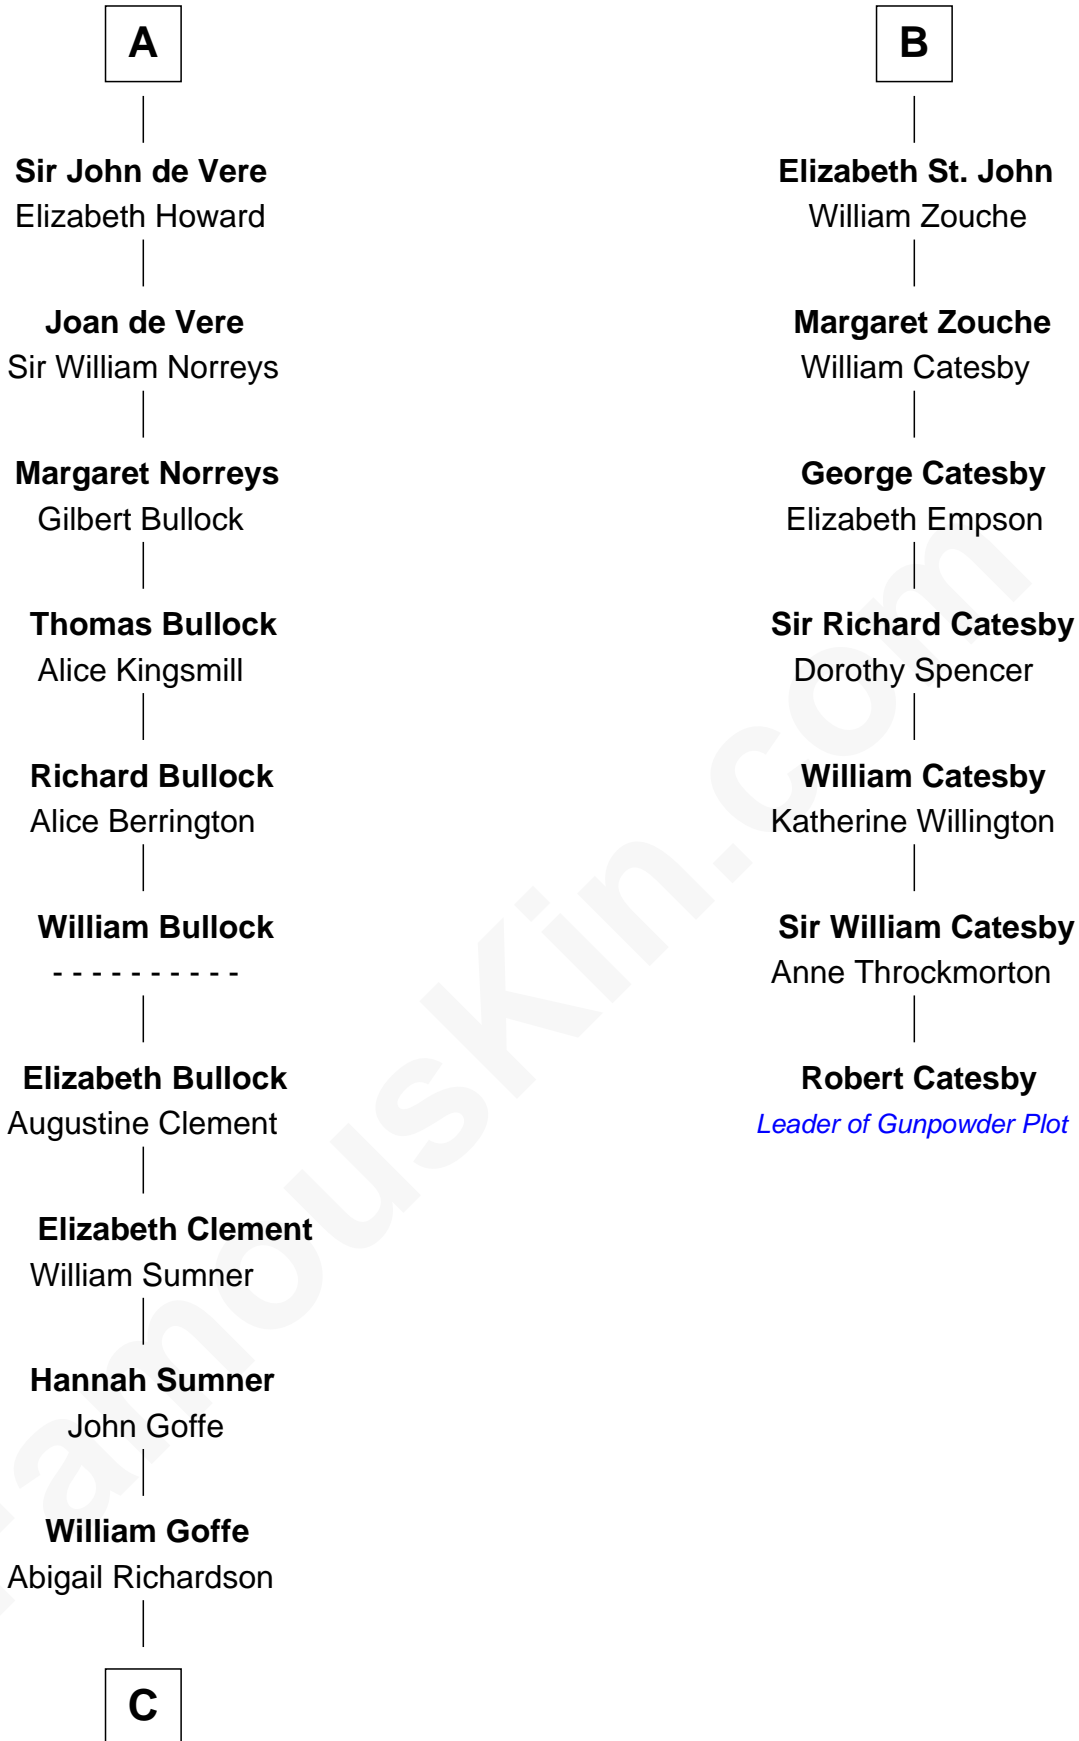 A
Sir John de Vere
Elizabeth Howard
Joan de Vere
Sir William Norreys
Margaret Norreys
Gilbert Bullock
Thomas Bullock
Alice Kingsmill
Richard Bullock
Alice Berrington
William Bullock
- - - - - - - - - -
Elizabeth Bullock
Augustine Clement
Elizabeth Clement
William Sumner
Hannah Sumner
John Goffe
William Goffe
Abigail Richardson
C
B
Elizabeth St. John
William Zouche
Margaret Zouche
William Catesby
George Catesby
Elizabeth Empson
Sir Richard Catesby
Dorothy Spencer
William Catesby
Katherine Willington
Sir William Catesby
Anne Throckmorton
Robert Catesby
Leader of Gunpowder Plot
FamousKin.com